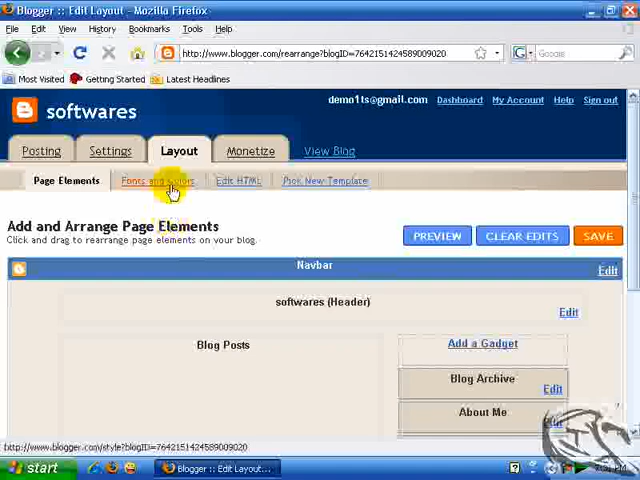 Blogger :: Edit Layout - Mozilla Firefox
File Edit View History Bookmarks Tools Help
http://www.blogger.com/rearrange?blogID=7642151424589009020
Google
Most Visited Getting Started Latest Headlines
softwares
demo1ts@gmail.com Dashboard My Account Help Sign out
Posting Settings Layout Monetize View Blog
Page Elements Fonts and Colors Edit HTML Pick New Template
Add and Arrange Page Elements
Click and drag to rearrange page elements on your blog.
PREVIEW CLEAR EDITS SAVE
Navbar
Edit
softwares (Header)
Edit
Blog Posts
Add a Gadget
Blog Archive
Edit
About Me
http://www.blogger.com/style?blogID=7642151424589009020
start
Blogger :: Edit Layout...